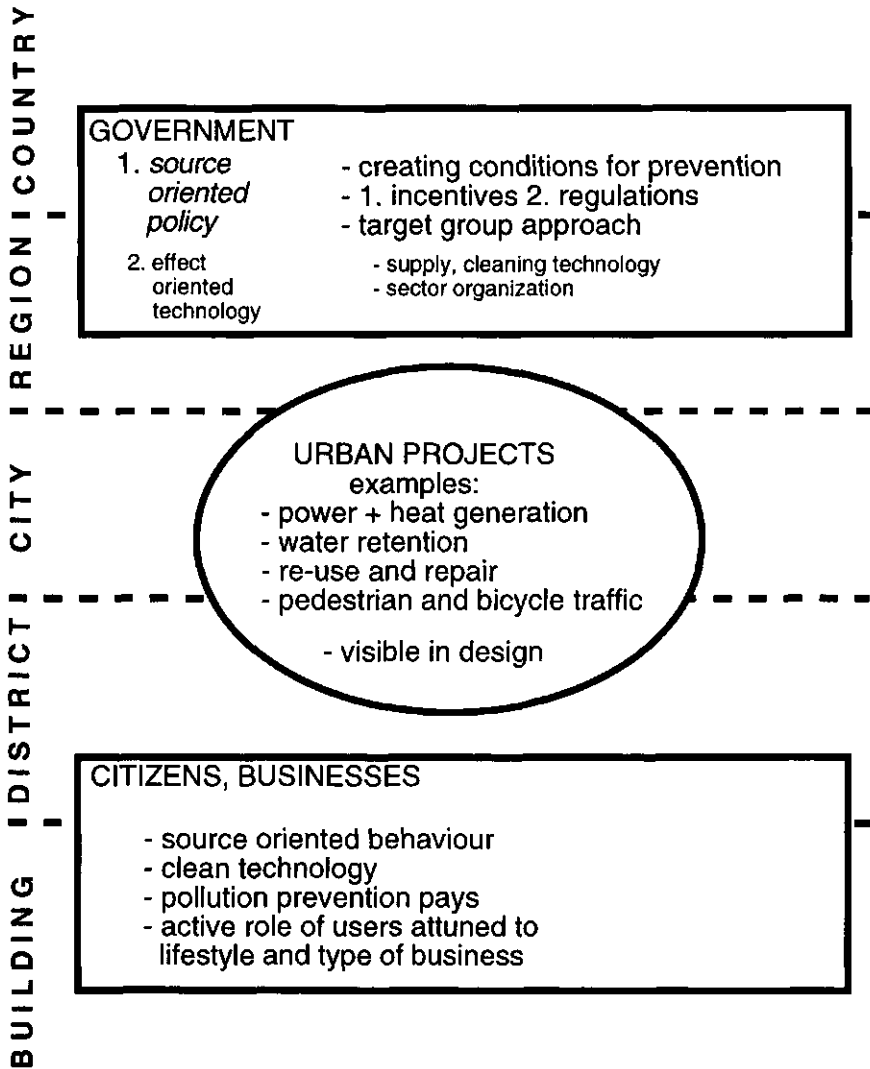 COUNTRY
REGION
CITY
DISTRICT
BUILDING
GOVERNMENT
1. source oriented policy
- creating conditions for prevention
- 1. incentives 2. regulations
- target group approach
2. effect oriented technology
- supply, cleaning technology
- sector organization
URBAN PROJECTS
examples:
- power + heat generation
- water retention
- re-use and repair
- pedestrian and bicycle traffic
- visible in design
CITIZENS, BUSINESSES
- source oriented behaviour
- clean technology
- pollution prevention pays
- active role of users attuned to
lifestyle and type of business